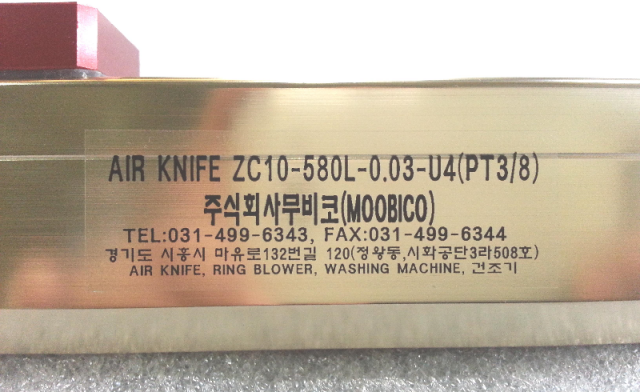 AIR KNIFE ZC10-580L-0.03-U4(PT3/8)
주식회사무비코(MOOBICO)
TEL:031-499-6343, FAX:031-499-6344
경기도 시흥시 마유로132번길 120(정왕동,시화공단3라508호)
AIR KNIFE, RING BLOWER, WASHING MACHINE, 건조기